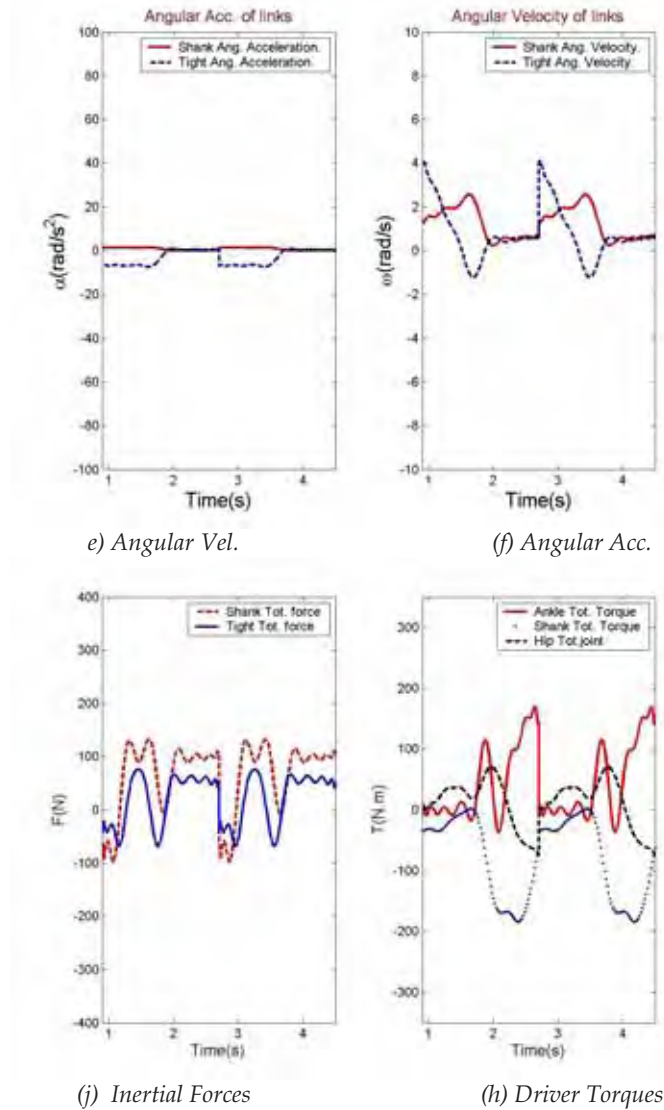 Angular Acc. of links
Shank Ang. Acceleration.
Tight Ang. Acceleration.
100
80
60
40
20
0
-20
-40
-60
-80
-100
α(rad/s²)
1 2 3 4
Time(s)
e) Angular Vel.
Angular Velocity of links
Shank Ang. Velocity.
Tight Ang. Velocity.
10
8
6
4
2
0
-2
-4
-6
-8
-10
ω(rad/s)
1 2 3 4
Time(s)
(f) Angular Acc.
Shank Tot. force
Tight Tot. force
400
300
200
100
0
-100
-200
-300
-400
F(N)
1 2 3 4
Time(s)
(j) Inertial Forces
Ankle Tot. Torque
Shank Tot. Torque
Hip Tot.joint
300
200
100
0
-100
-200
-300
T(N.m)
1 2 3 4
Time(s)
(h) Driver Torques